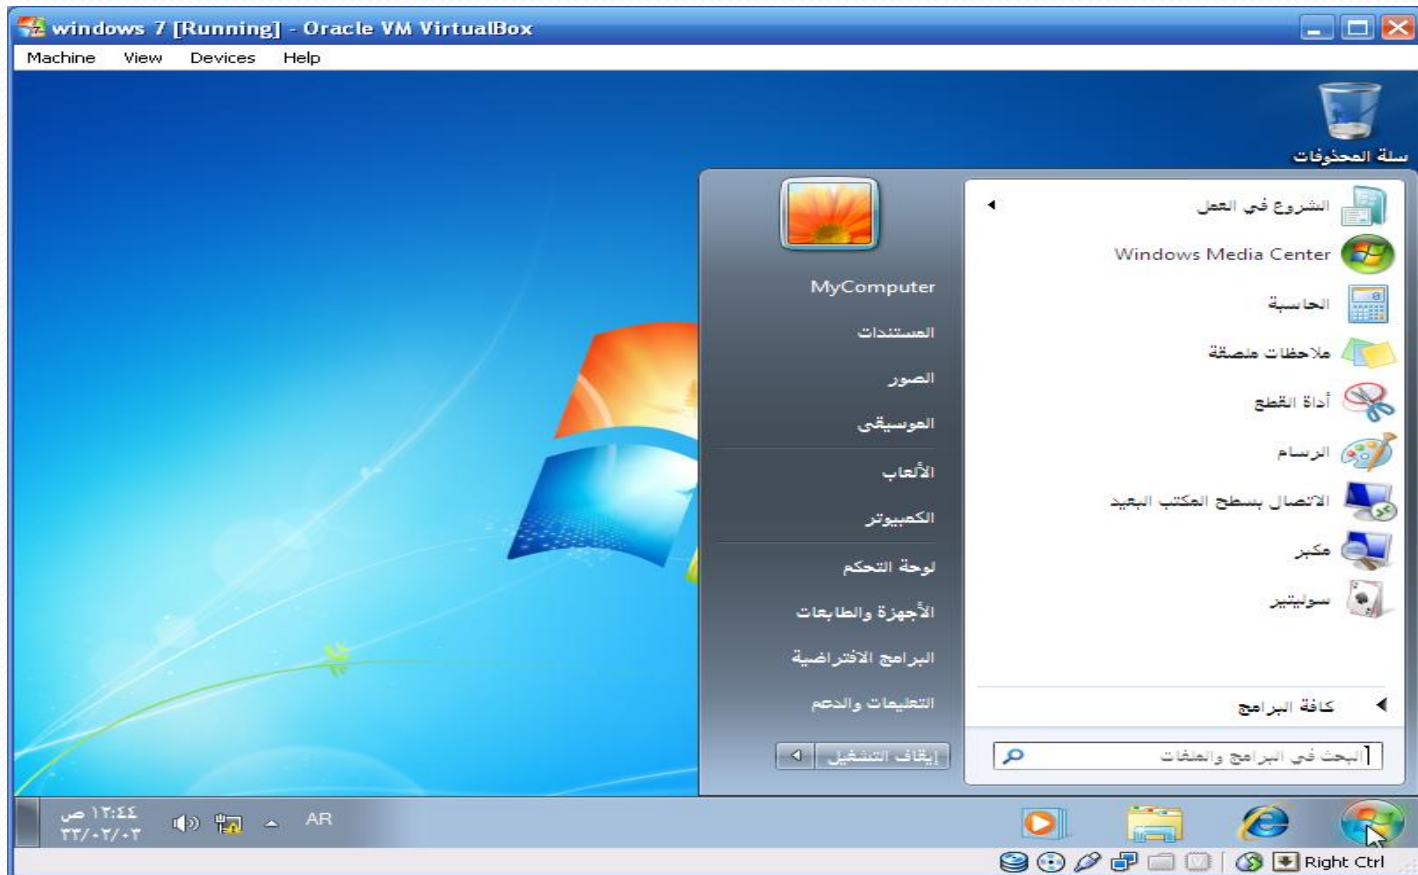 windows 7 [Running] - Oracle VM VirtualBox
Machine View Devices Help
سلة المحذوفات
الشروع في العمل
Windows Media Center
الحاسبة
ملاحظات ملصقة
أداة القطع
الرسام
الاتصال بسطح المكتب البعيد
مكبر
سوليتير
كافة البرامج
البحث في البرامج والملفات
MyComputer
المستندات
الصور
الموسيقى
الألعاب
الكمبيوتر
لوحة التحكم
الأجهزة والطابعات
البرامج الافتراضية
التعليمات والدعم
إيقاف التشغيل
AR
١٢:٤٤ ص
٣٣/٠٢/٠٣
Right Ctrl